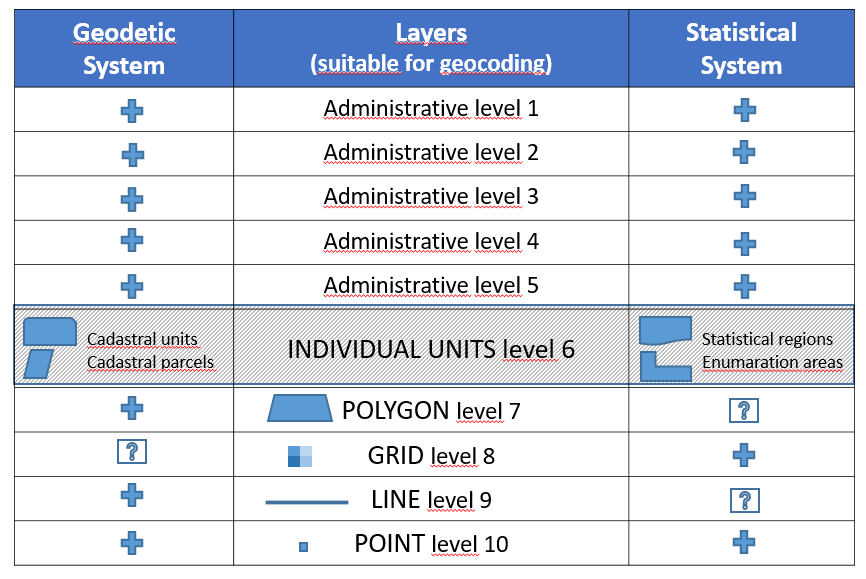 Geodetic
System
Layers
(suitable for geocoding)
Statistical
System
Administrative level 1
Administrative level 2
Administrative level 3
Administrative level 4
Administrative level 5
Cadastral units
Cadastral parcels
INDIVIDUAL UNITS level 6
Statistical regions
Enumaration areas
POLYGON level 7
?
?
GRID level 8
LINE level 9
?
POINT level 10